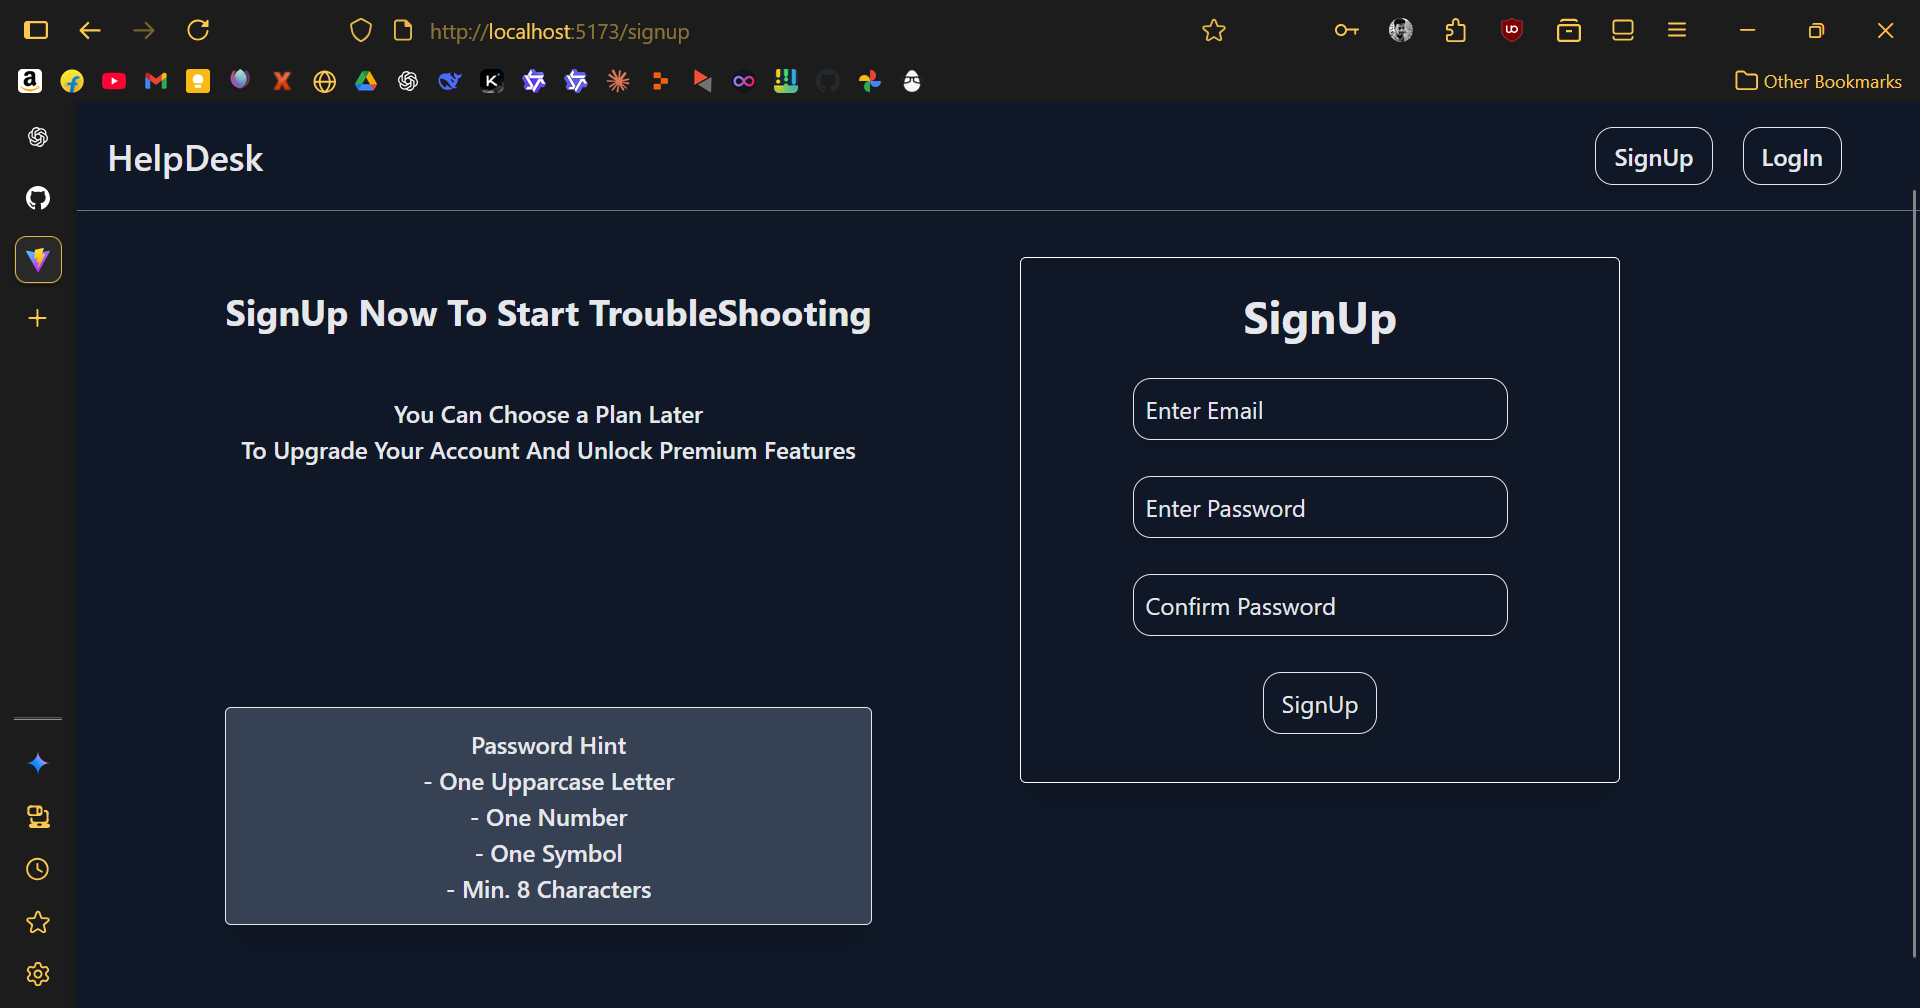 http://localhost:5173/signup
Other Bookmarks
HelpDesk
SignUp
LogIn
SignUp Now To Start TroubleShooting
You Can Choose a Plan Later
To Upgrade Your Account And Unlock Premium Features
Password Hint
- One Upparcase Letter
- One Number
- One Symbol
- Min. 8 Characters
SignUp
Enter Email
Enter Password
Confirm Password
SignUp